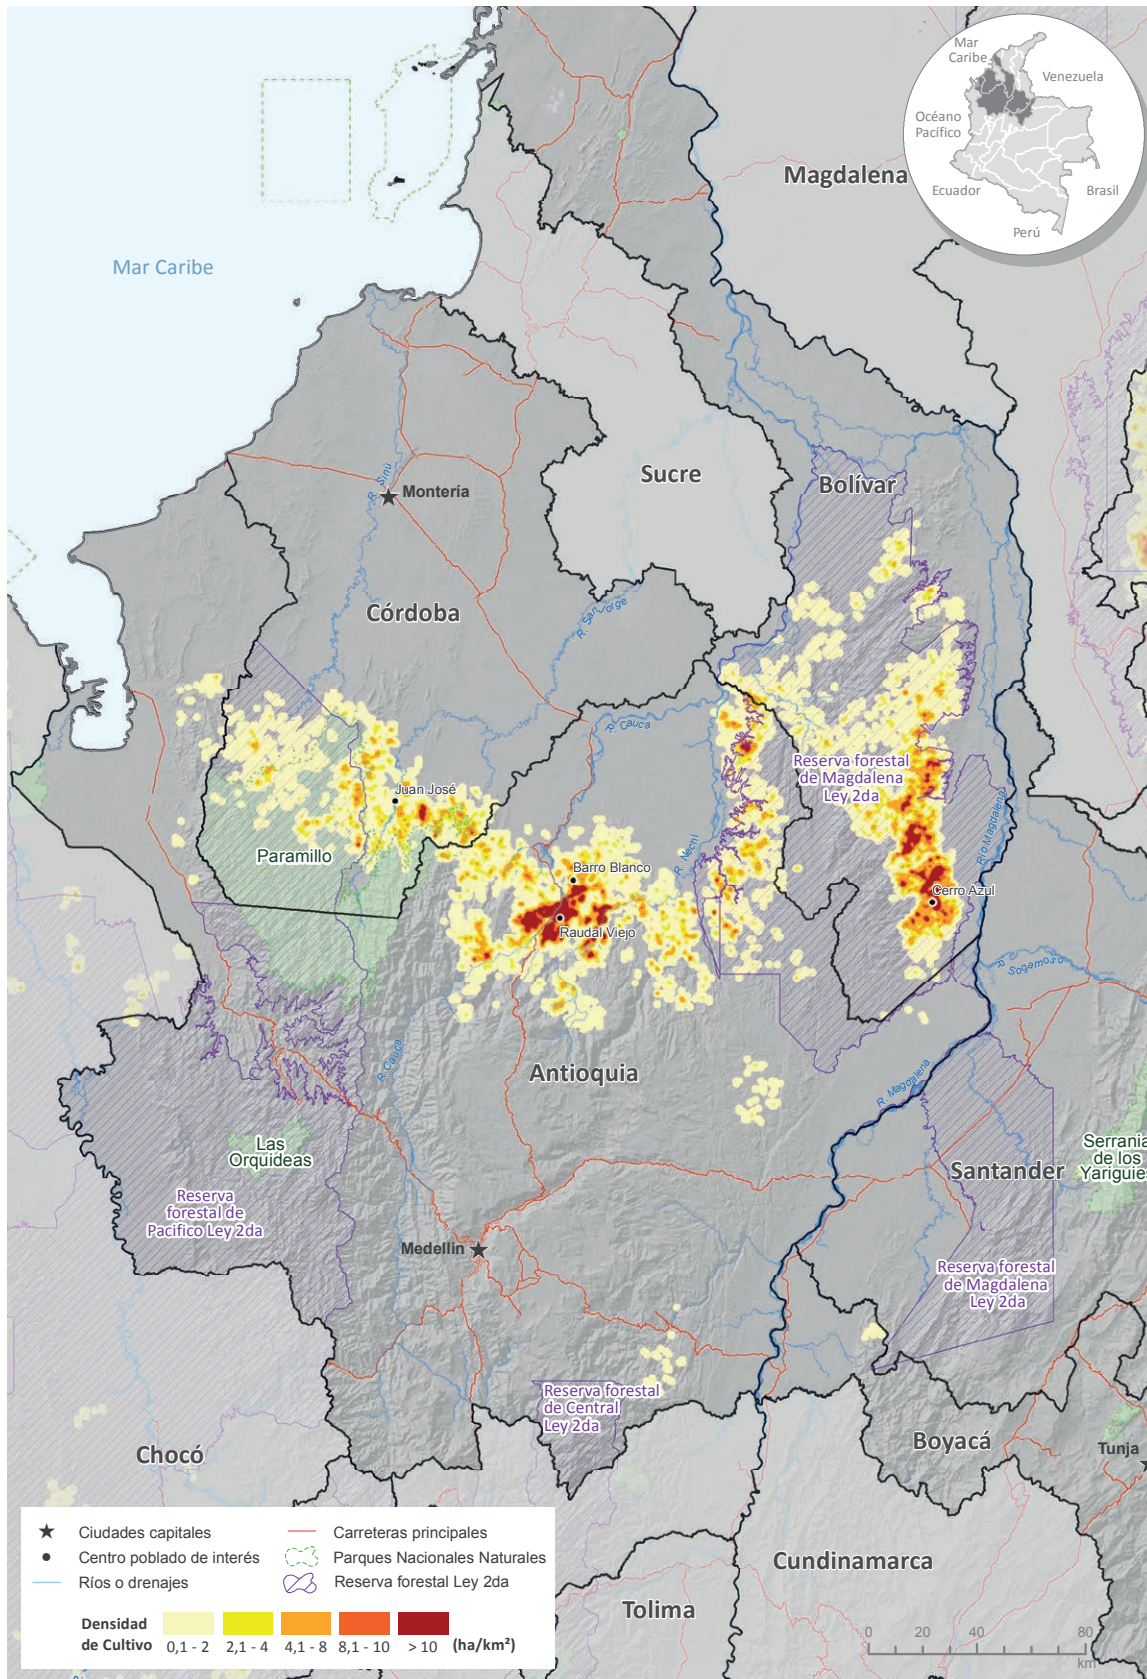 Mar
Caribe
Venezuela
Océano
Pacífico
Ecuador
Brasil
Perú
Magdalena
Mar Caribe
Sucre
Bolívar
R. Sinú
Montería
Córdoba
R. San Jorge
R. Cauca
Reserva forestal
de Magdalena
Ley 2da
Juan José
Río Magdalena
Paramillo
R. Nechí
Barro Blanco
Cerro Azul
Raudal Viejo
R. Sogamoso
R. Cauca
Antioquia
R. Magdalena
Las
Orquideas
Serranía
de los
Yariguíes
Santander
Reserva
forestal de
Pacifico Ley 2da
Medellín
Reserva forestal
de Magdalena
Ley 2da
Reserva forestal
de Central
Ley 2da
Chocó
Boyacá
Tunja
Cundinamarca
Tolima
Ciudades capitales
Centro poblado de interés
Ríos o drenajes
Carreteras principales
Parques Nacionales Naturales
Reserva forestal Ley 2da
Densidad
de Cultivo
0,1 - 2
2,1 - 4
4,1 - 8
8,1 - 10
> 10
(ha/km²)
0 20 40 80
km